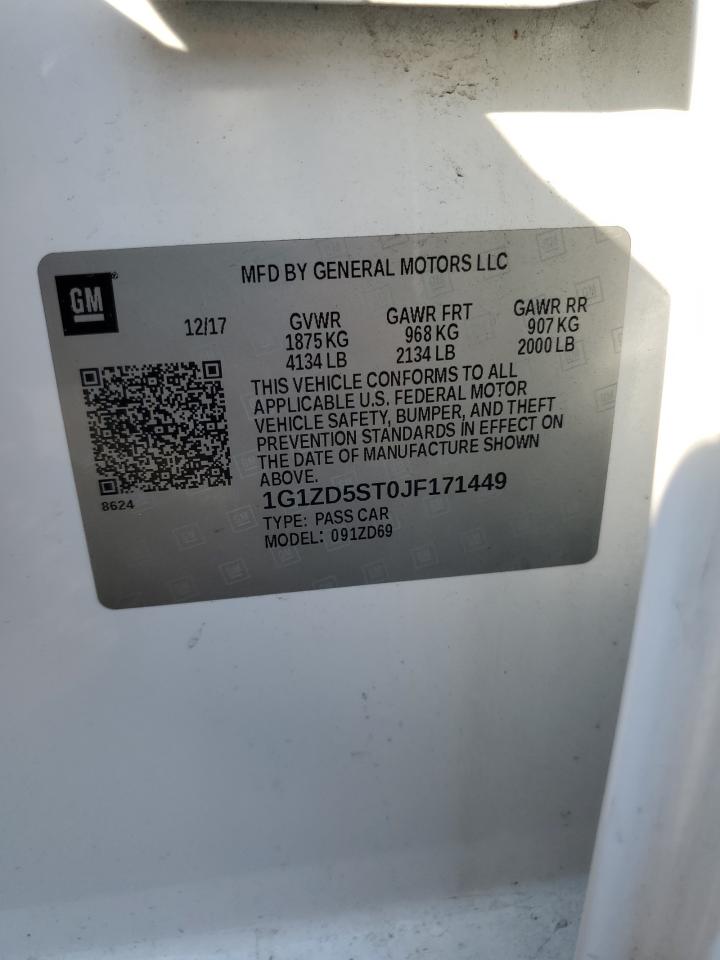 MFD BY GENERAL MOTORS LLC
GM®
12/17
GVWR
1875 KG
4134 LB
GAWR FRT
968 KG
2134 LB
GAWR RR
907 KG
2000 LB
THIS VEHICLE CONFORMS TO ALL
APPLICABLE U.S. FEDERAL MOTOR
VEHICLE SAFETY, BUMPER, AND THEFT
PREVENTION STANDARDS IN EFFECT ON
THE DATE OF MANUFACTURE SHOWN
ABOVE.
8624
1G1ZD5ST0JF171449
TYPE: PASS CAR
MODEL: 091ZD69